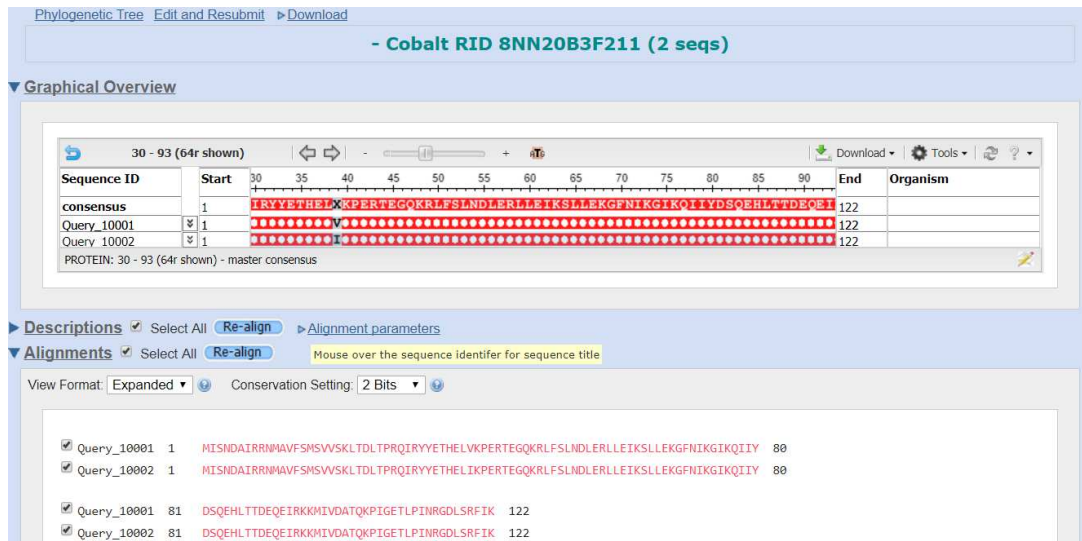 Phylogenetic Tree Edit and Resubmit Download
- Cobalt RID 8NN20B3F211 (2 seqs)
Graphical Overview
30 - 93 (64r shown) - + Download Tools ?
Sequence ID Start 30 35 40 45 50 55 60 65 70 75 80 85 90 End Organism
consensus 1 IRYYETHELXKPERTEGQKRLFSLNDLERLLEIKSLLEKGFNIKGIKQIIYDSQEHLTTDEQEI 122
Query_10001 1 V 122
Query_10002 1 I 122
PROTEIN: 30 - 93 (64r shown) - master consensus
Descriptions Select All Re-align Alignment parameters
Alignments Select All Re-align Mouse over the sequence identifer for sequence title
View Format: Expanded Conservation Setting: 2 Bits
Query_10001 1 MISNDAIRRNMAVFSMSVVSKLTDLTPRQIRYYETHELVKPERTEGQKRLFSLNDLERLLEIKSLLEKGFNIKGIKQIIY 80
Query_10002 1 MISNDAIRRNMAVFSMSVVSKLTDLTPRQIRYYETHELIKPERTEGQKRLFSLNDLERLLEIKSLLEKGFNIKGIKQIIY 80
Query_10001 81 DSQEHLTTDEQEIRKKMIVDATQKPIGETLPINRGDLSRFIK 122
Query_10002 81 DSQEHLTTDEQEIRKKMIVDATQKPIGETLPINRGDLSRFIK 122